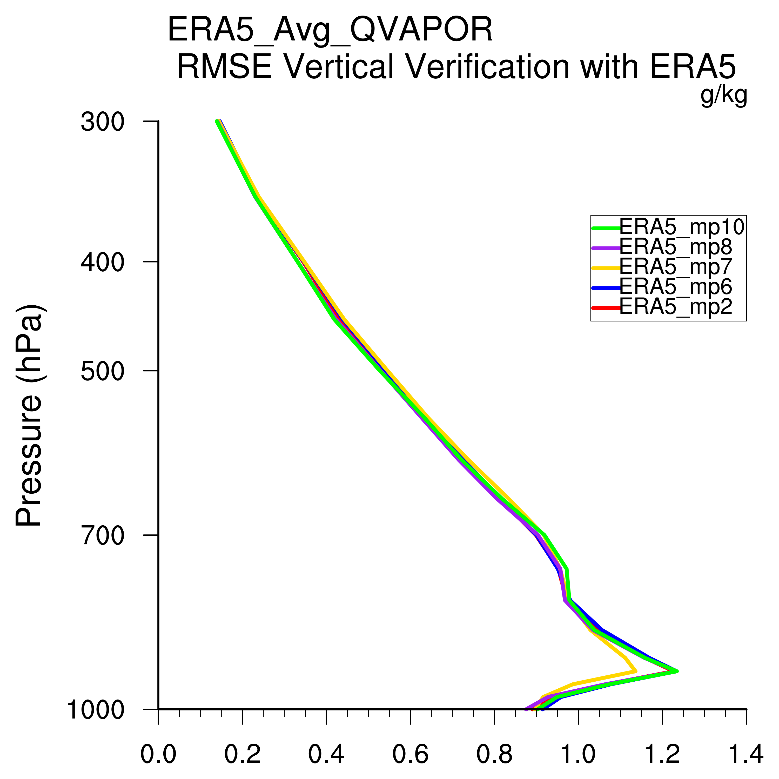 ERA5_Avg_QVAPOR
RMSE Vertical Verification with ERA5
g/kg
300
400
500
700
1000
Pressure (hPa)
ERA5_mp10
ERA5_mp8
ERA5_mp7
ERA5_mp6
ERA5_mp2
0.0 0.2 0.4 0.6 0.8 1.0 1.2 1.4